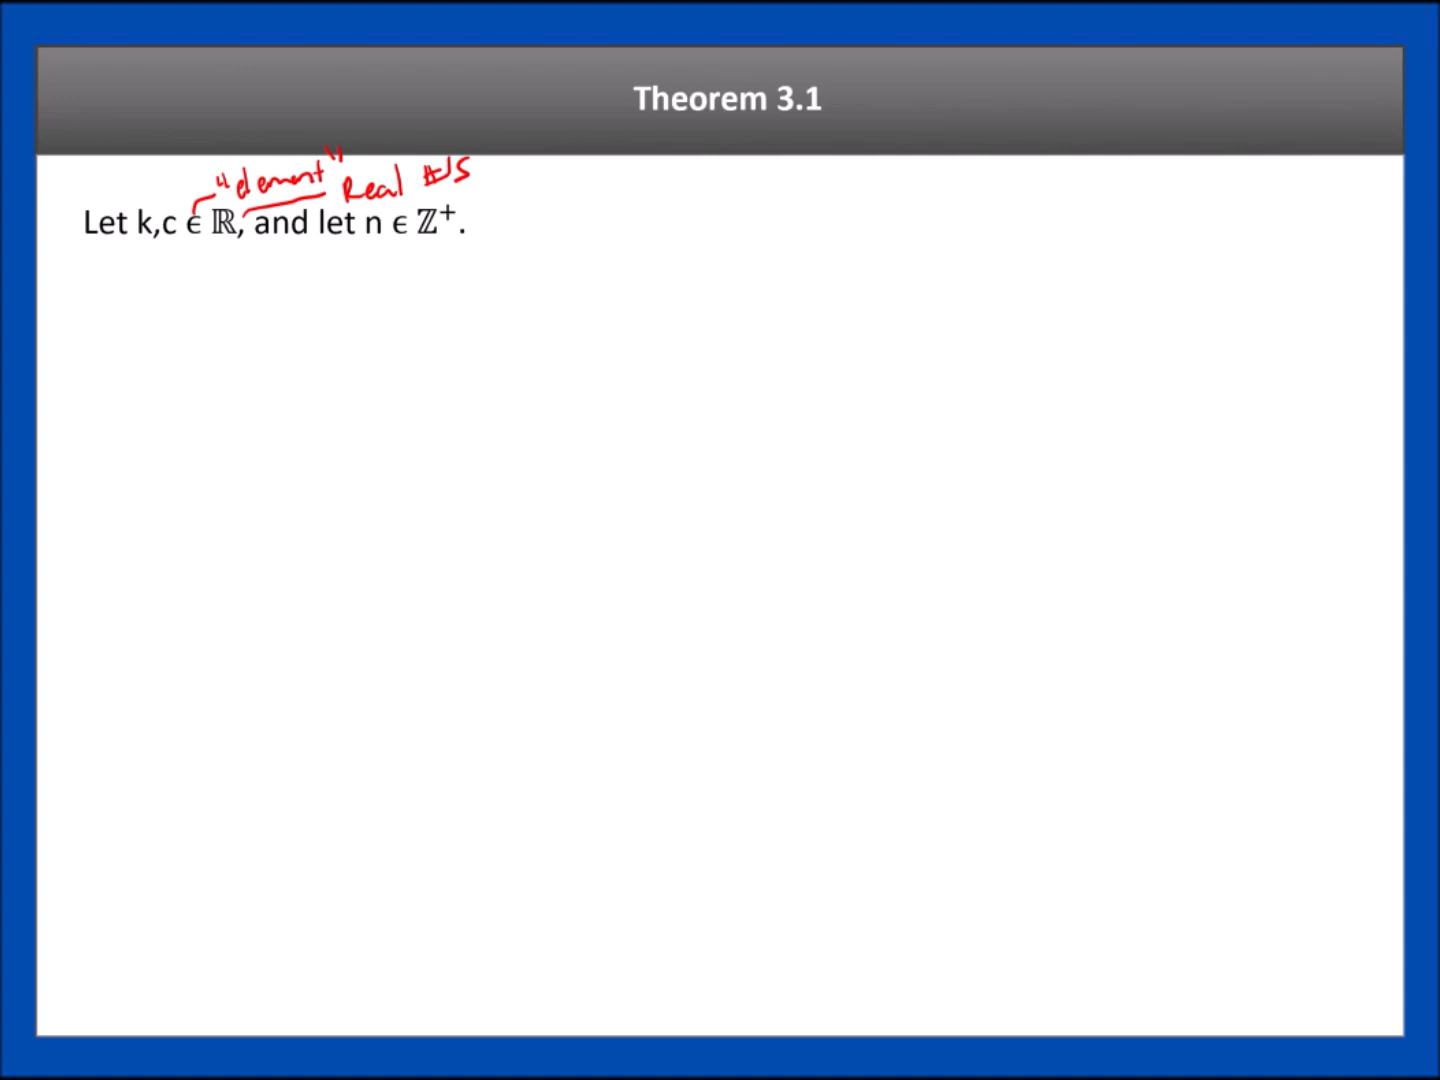 Theorem 3.1
"element" Real #'s
Let k,c ϵ ℝ, and let n ϵ ℤ⁺.